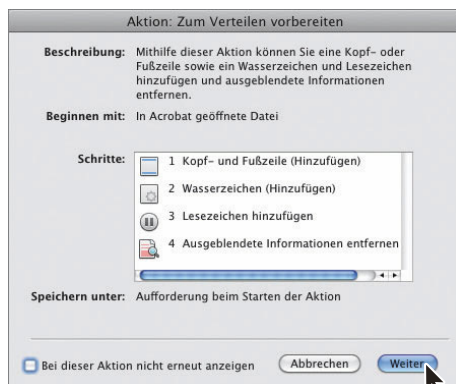 Aktion: Zum Verteilen vorbereiten
Beschreibung: Mithilfe dieser Aktion können Sie eine Kopf- oder
Fußzeile sowie ein Wasserzeichen und Lesezeichen
hinzufügen und ausgeblendete Informationen
entfernen.
Beginnen mit: In Acrobat geöffnete Datei
Schritte:
1 Kopf- und Fußzeile (Hinzufügen)
2 Wasserzeichen (Hinzufügen)
3 Lesezeichen hinzufügen
4 Ausgeblendete Informationen entfernen
Speichern unter: Aufforderung beim Starten der Aktion
Bei dieser Aktion nicht erneut anzeigen Abbrechen Weiter